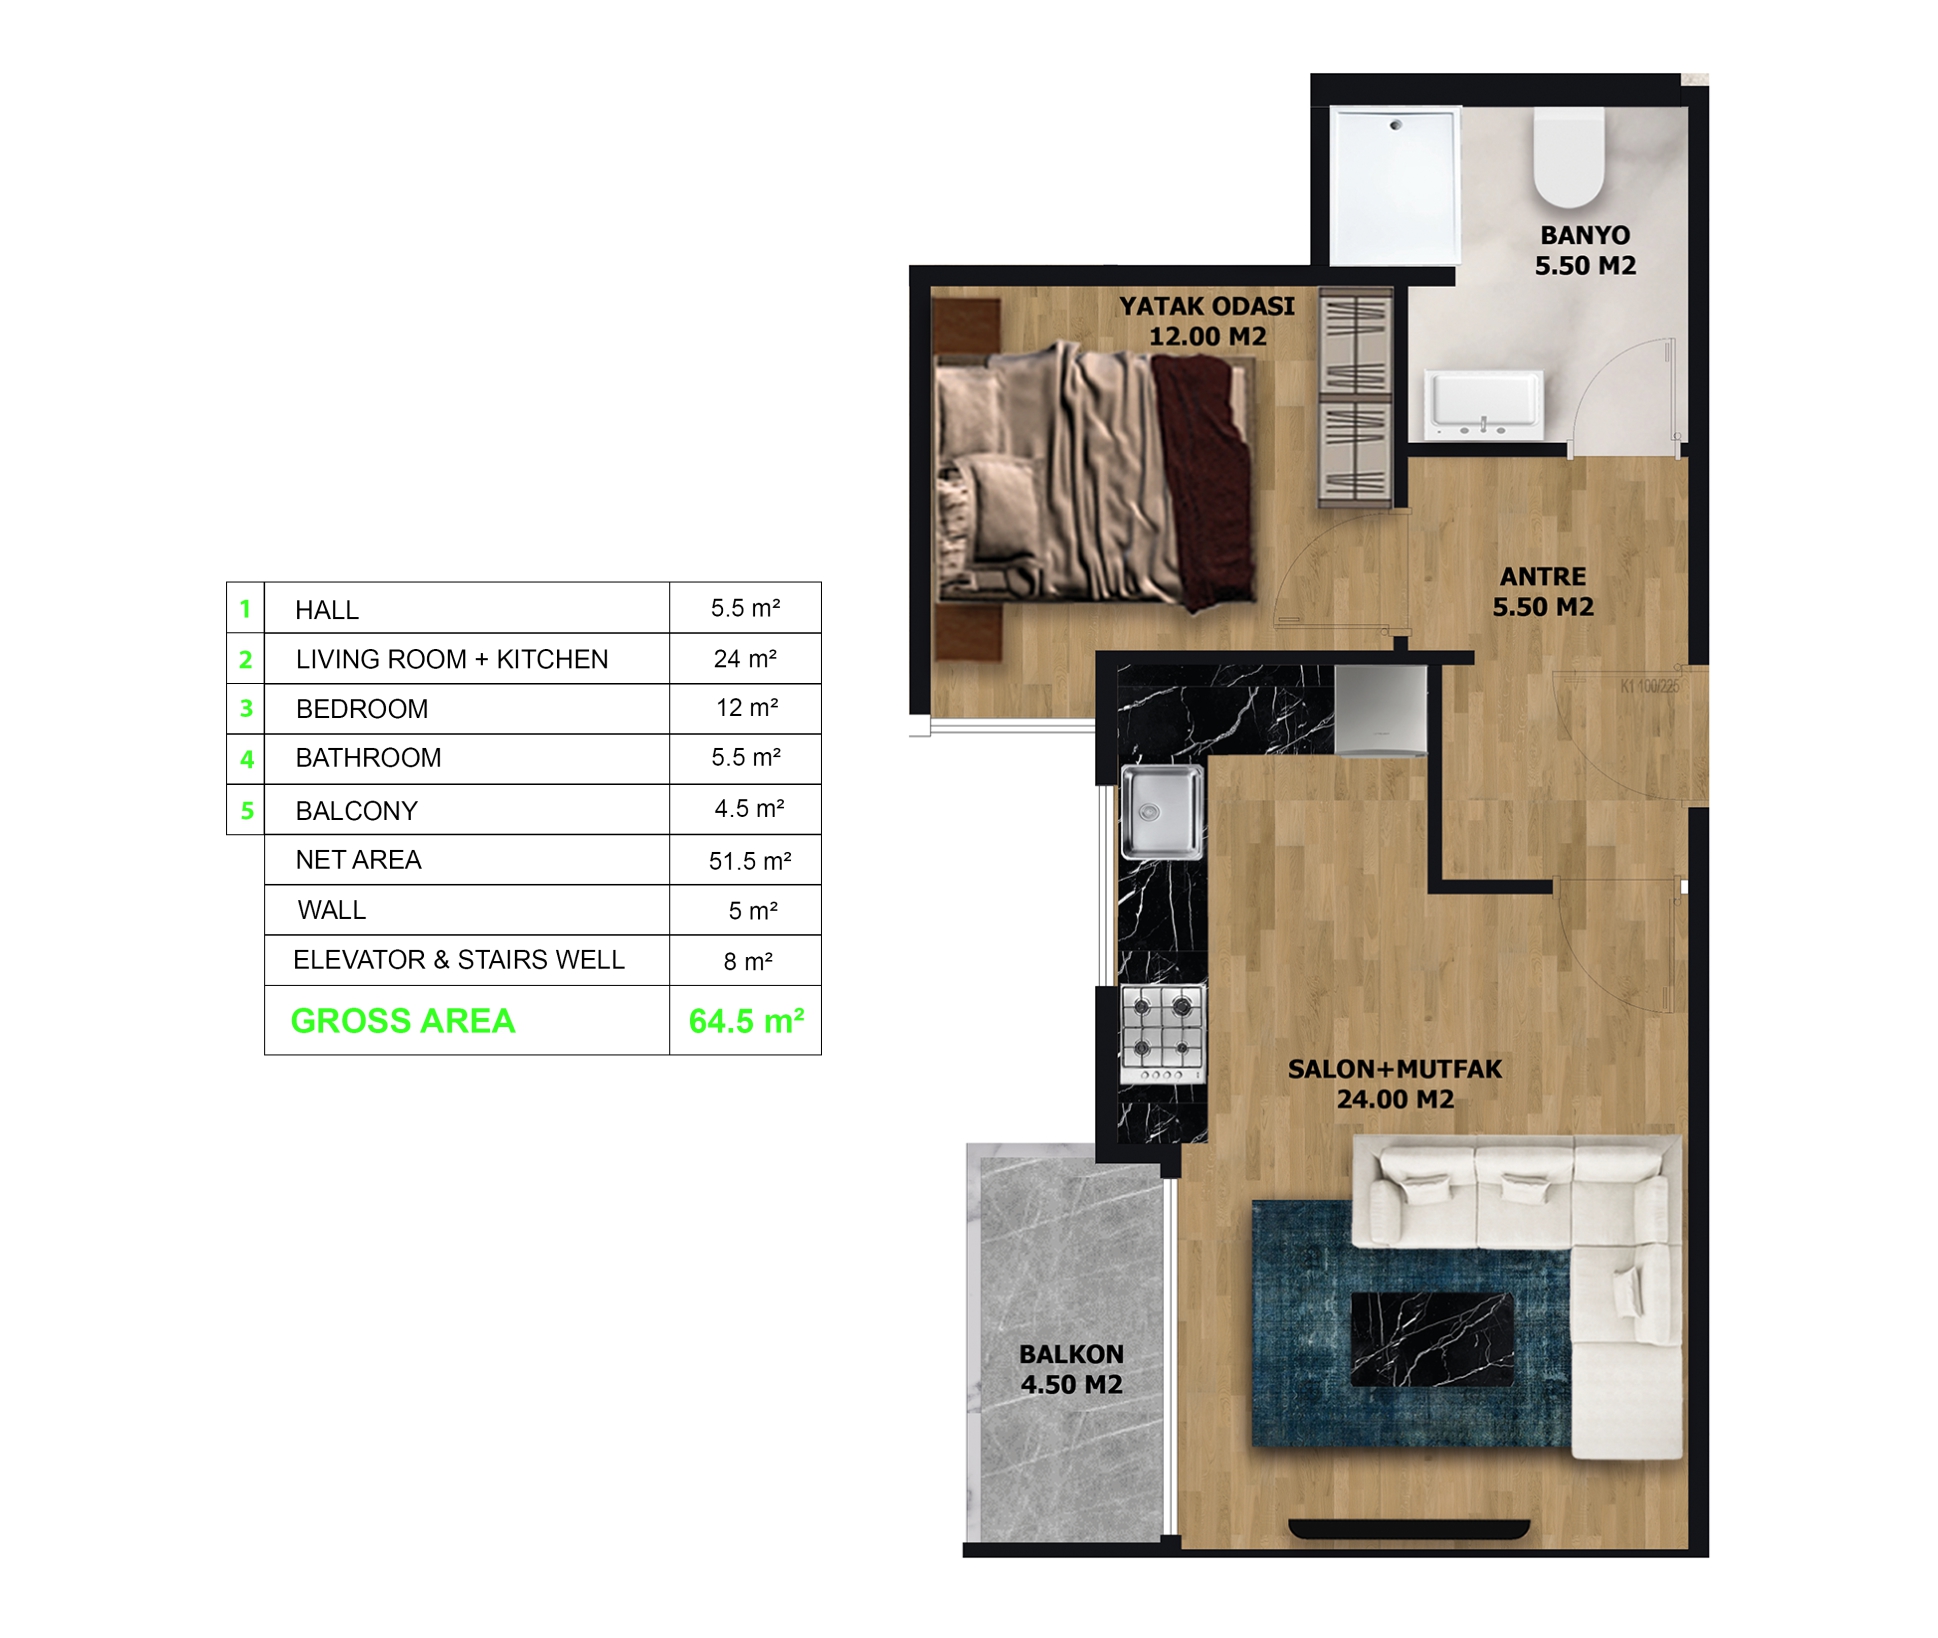 BANYO
5.50 M2
YATAK ODASI
12.00 M2
ANTRE
5.50 M2
K1 100/225
1 HALL 5.5 m²
2 LIVING ROOM + KITCHEN 24 m²
3 BEDROOM 12 m²
4 BATHROOM 5.5 m²
5 BALCONY 4.5 m²
NET AREA 51.5 m²
WALL 5 m²
ELEVATOR & STAIRS WELL 8 m²
GROSS AREA 64.5 m²
SALON+MUTFAK
24.00 M2
BALKON
4.50 M2